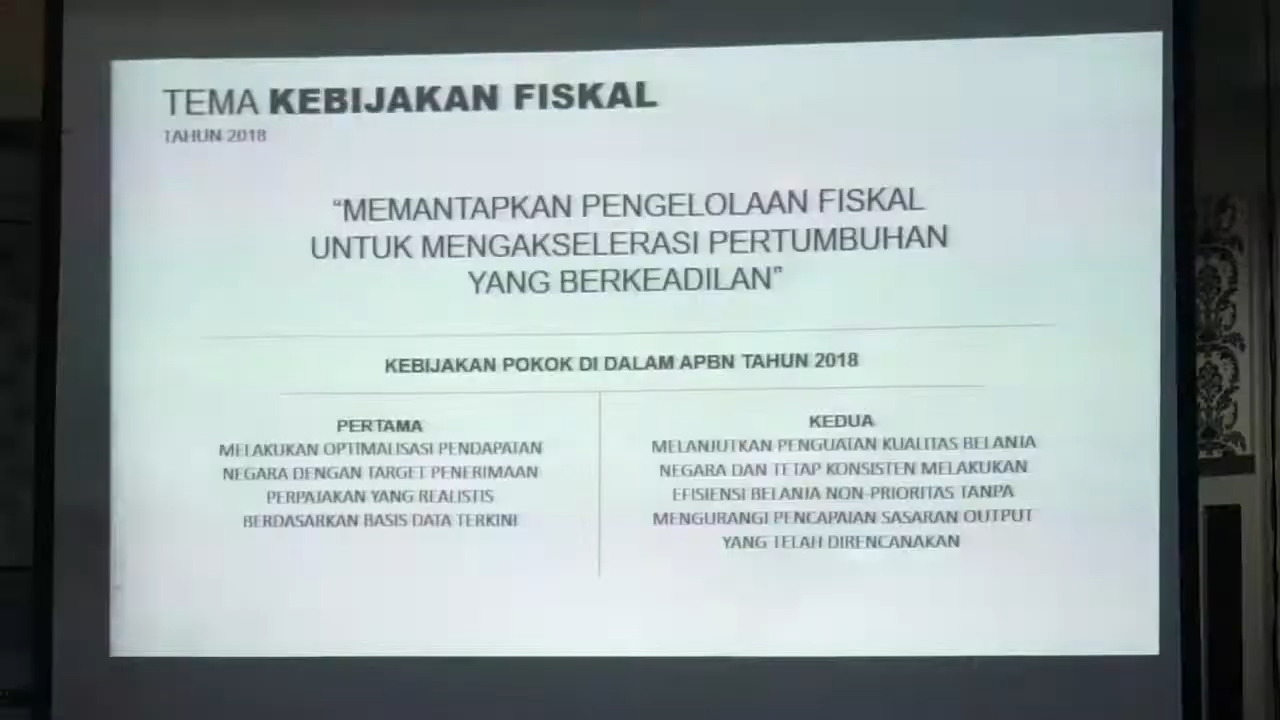 TEMA KEBIJAKAN FISKAL
TAHUN 2018
“MEMANTAPKAN PENGELOLAAN FISKAL
UNTUK MENGAKSELERASI PERTUMBUHAN
YANG BERKEADILAN”
KEBIJAKAN POKOK DI DALAM APBN TAHUN 2018
PERTAMA
MELAKUKAN OPTIMALISASI PENDAPATAN
NEGARA DENGAN TARGET PENERIMAAN
PERPAJAKAN YANG REALISTIS
BERDASARKAN BASIS DATA TERKINI
KEDUA
MELANJUTKAN PENGUATAN KUALITAS BELANJA
NEGARA DAN TETAP KONSISTEN MELAKUKAN
EFISIENSI BELANJA NON-PRIORITAS TANPA
MENGURANGI PENCAPAIAN SASARAN OUTPUT
YANG TELAH DIRENCANAKAN